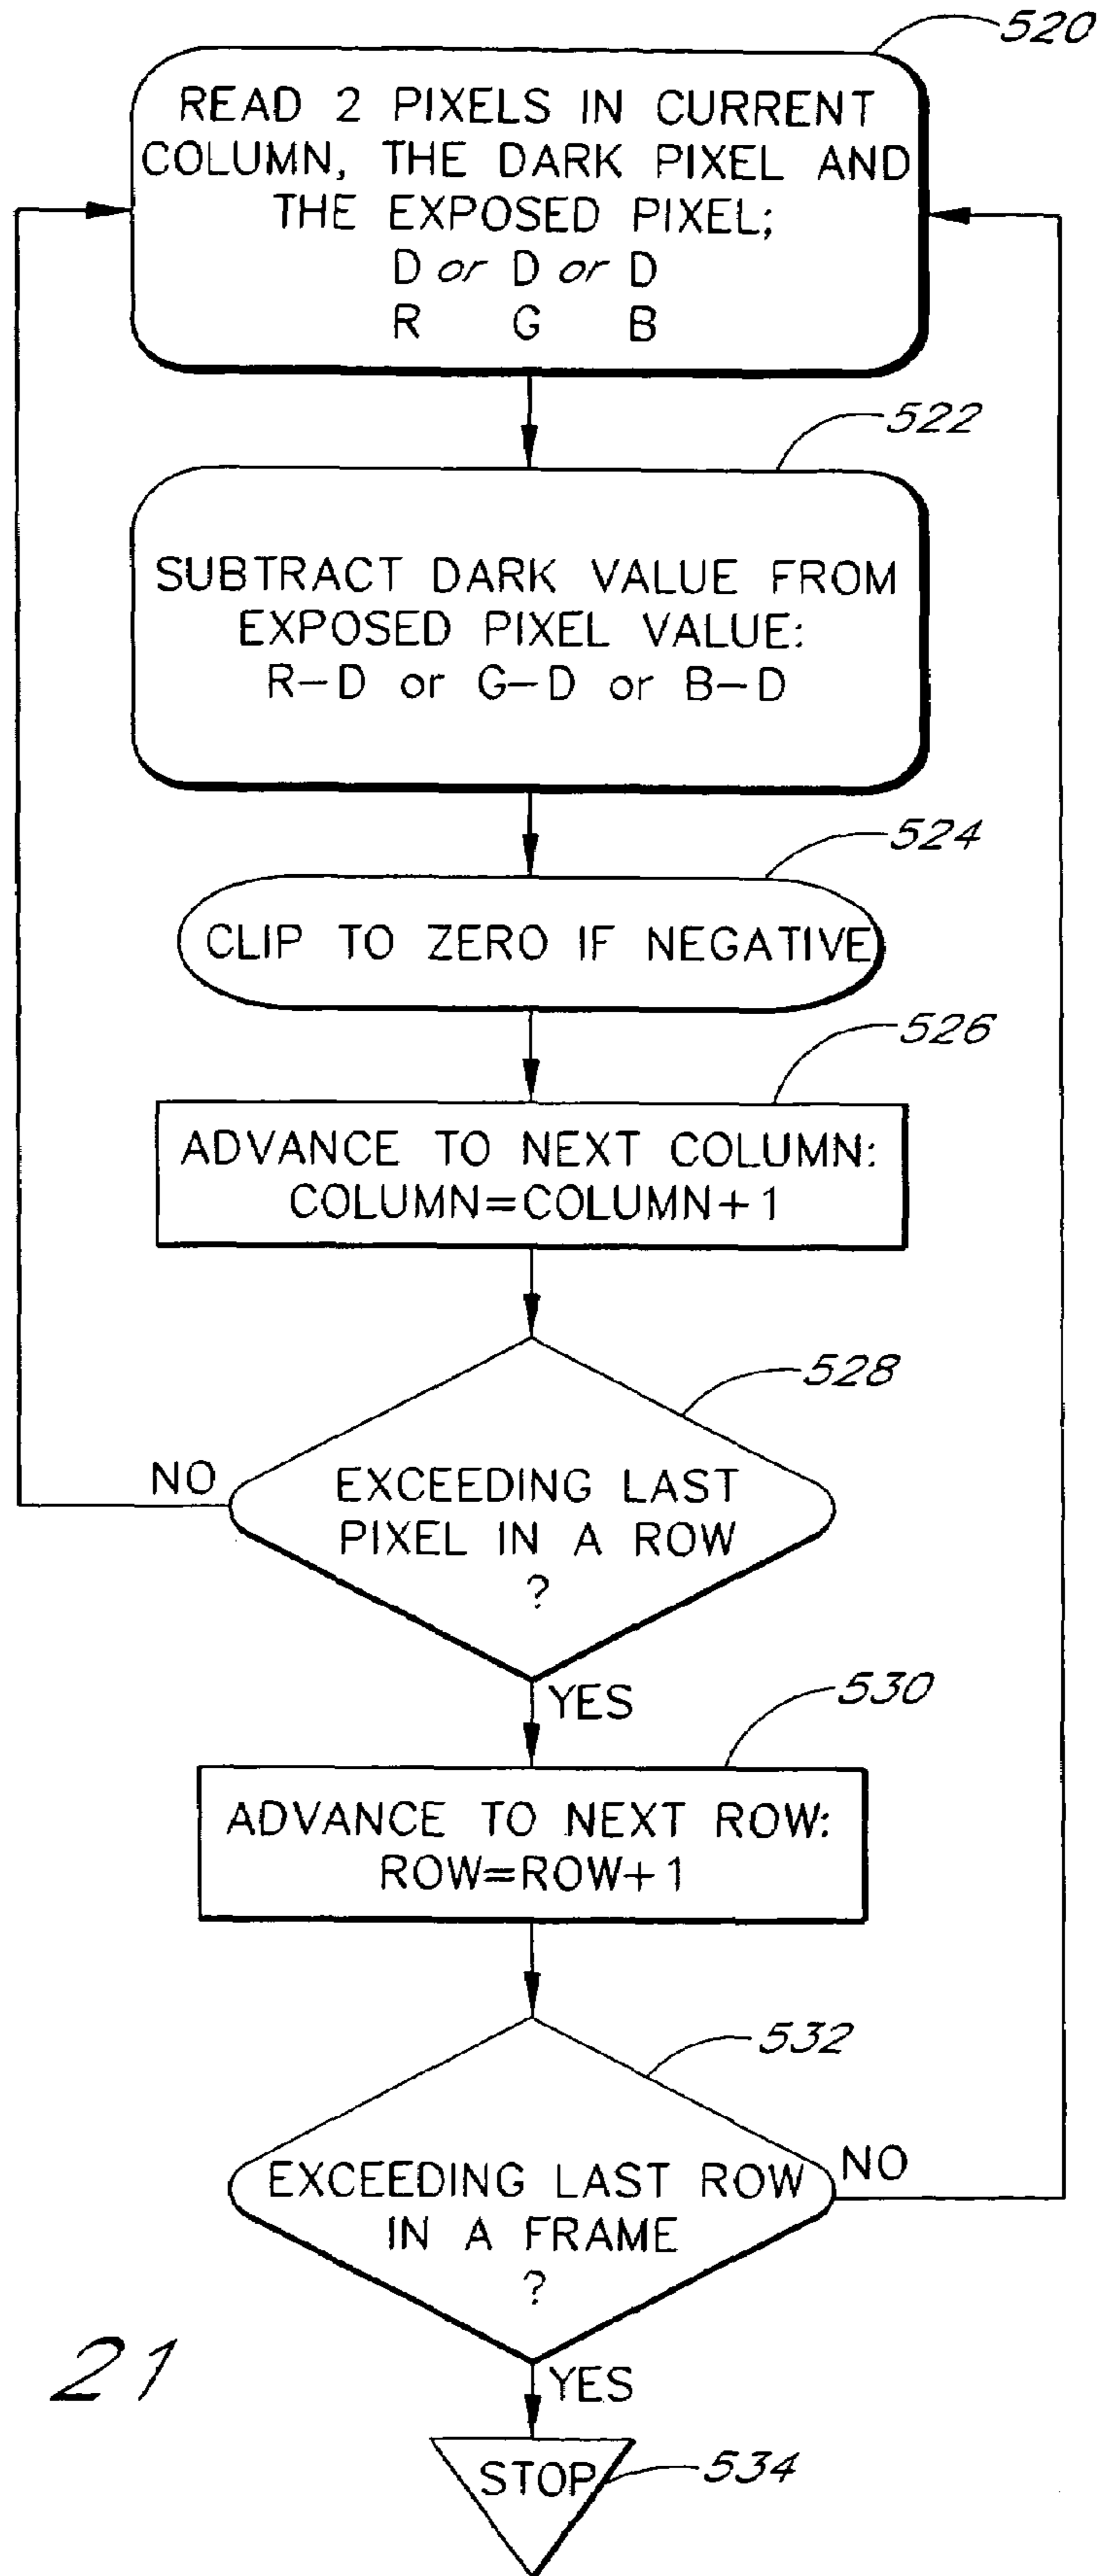 520
READ 2 PIXELS IN CURRENT
COLUMN, THE DARK PIXEL AND
THE EXPOSED PIXEL;
D or D or D
R G B
522
SUBTRACT DARK VALUE FROM
EXPOSED PIXEL VALUE:
R-D or G-D or B-D
524
CLIP TO ZERO IF NEGATIVE
526
ADVANCE TO NEXT COLUMN:
COLUMN=COLUMN+1
528
NO
EXCEEDING LAST
PIXEL IN A ROW
?
YES
530
ADVANCE TO NEXT ROW:
ROW=ROW+1
532
NO
EXCEEDING LAST ROW
IN A FRAME
?
21
YES
STOP
534